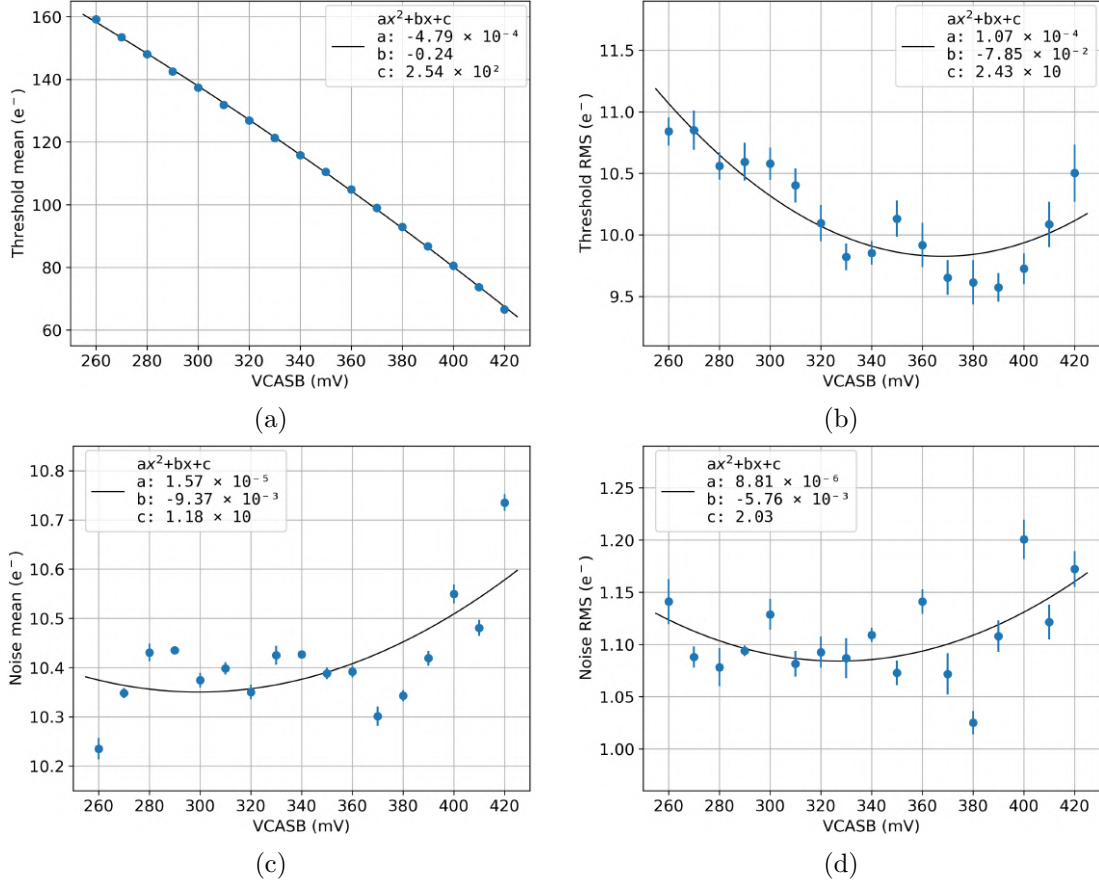 ax²+bx+c
a: -4.79 × 10⁻⁴
b: -0.24
c: 2.54 × 10²
160
140
120
100
80
60
Threshold mean (e⁻)
260 280 300 320 340 360 380 400 420
VCASB (mV)
(a)
ax²+bx+c
a: 1.07 × 10⁻⁴
b: -7.85 × 10⁻²
c: 2.43 × 10
11.5
11.0
10.5
10.0
9.5
Threshold RMS (e⁻)
260 280 300 320 340 360 380 400 420
VCASB (mV)
(b)
ax²+bx+c
a: 1.57 × 10⁻⁵
b: -9.37 × 10⁻³
c: 1.18 × 10
10.8
10.7
10.6
10.5
10.4
10.3
10.2
Noise mean (e⁻)
260 280 300 320 340 360 380 400 420
VCASB (mV)
(c)
ax²+bx+c
a: 8.81 × 10⁻⁶
b: -5.76 × 10⁻³
c: 2.03
1.25
1.20
1.15
1.10
1.05
1.00
Noise RMS (e⁻)
260 280 300 320 340 360 380 400 420
VCASB (mV)
(d)